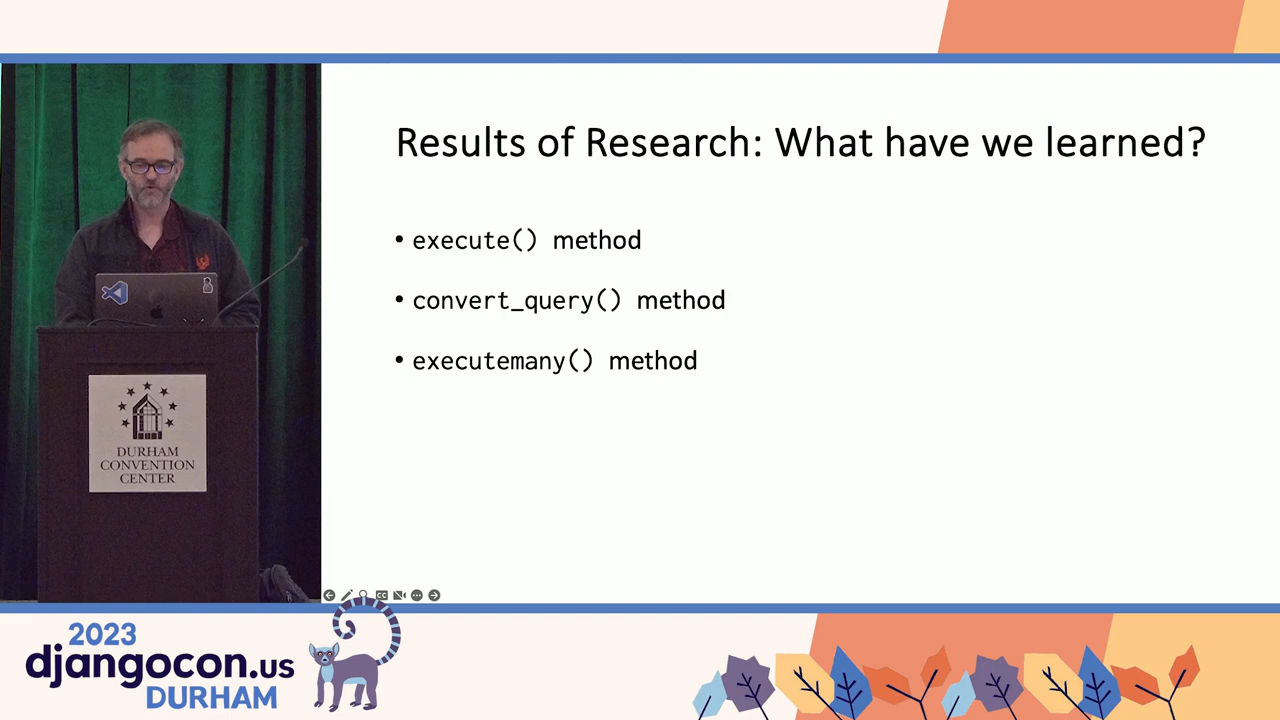 Results of Research: What have we learned?
• execute() method
• convert_query() method
• executemany() method
DURHAM
CONVENTION
CENTER
2023
djangocon.us
DURHAM